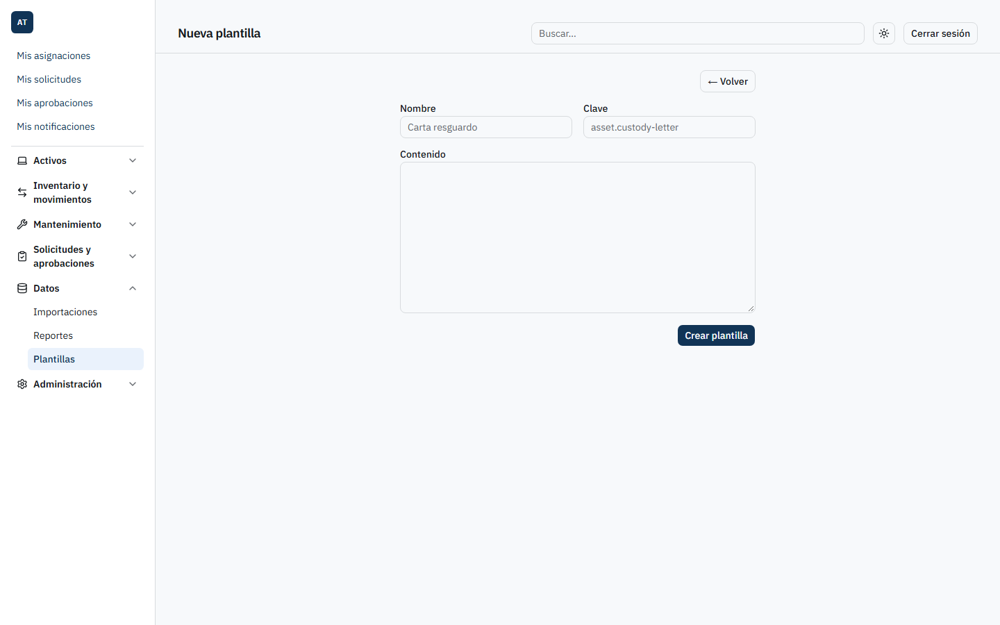 AT
Mis asignaciones
Mis solicitudes
Mis aprobaciones
Mis notificaciones
Activos
Inventario y
movimientos
Mantenimiento
Solicitudes y
aprobaciones
Datos
Importaciones
Reportes
Plantillas
Administración
Nueva plantilla
Buscar...
Cerrar sesión
← Volver
Nombre
Clave
Carta resguardo
asset.custody-letter
Contenido
Crear plantilla